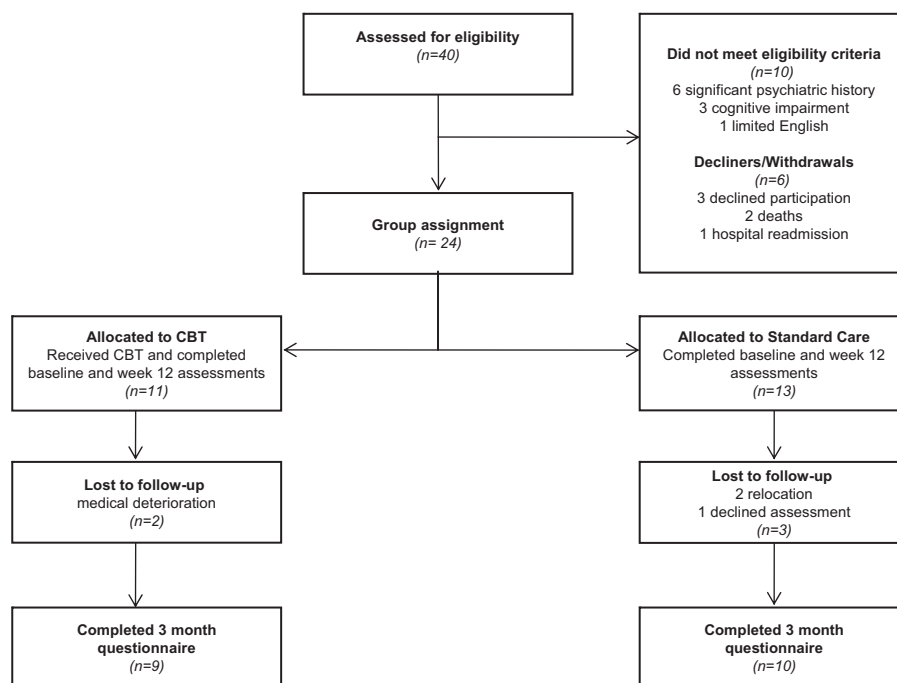 Assessed for eligibility
(n=40)
Did not meet eligibility criteria
(n=10)
6 significant psychiatric history
3 cognitive impairment
1 limited English
Decliners/Withdrawals
(n=6)
3 declined participation
2 deaths
1 hospital readmission
Group assignment
(n= 24)
Allocated to CBT
Received CBT and completed
baseline and week 12 assessments
(n=11)
Allocated to Standard Care
Completed baseline and week 12
assessments
(n=13)
Lost to follow-up
medical deterioration
(n=2)
Lost to follow-up
2 relocation
1 declined assessment
(n=3)
Completed 3 month
questionnaire
(n=9)
Completed 3 month
questionnaire
(n=10)